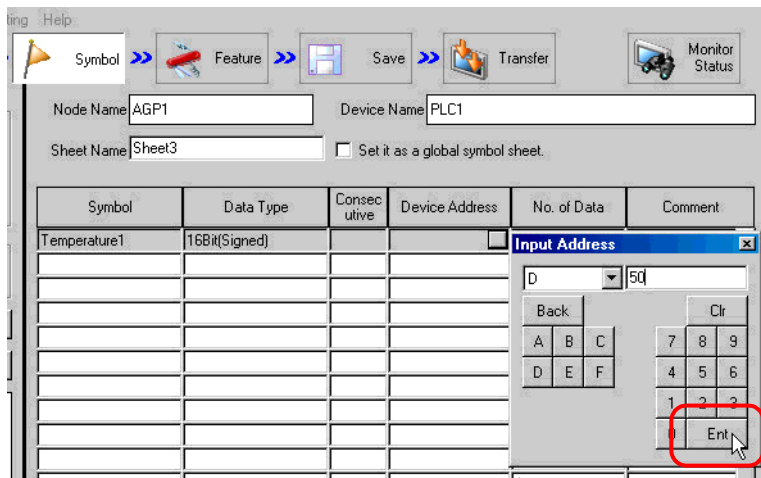 ting Help
Symbol >> Feature >> Save >> Transfer Monitor Status
Node Name AGP1 Device Name PLC1
Sheet Name Sheet3 Set it as a global symbol sheet.
Symbol Data Type Consecutive Device Address No. of Data Comment
Temperature1 16Bit(Signed)
Input Address x
D 50
Back Clr
A B C 7 8 9
D E F 4 5 6
1 2 3
0 Ent